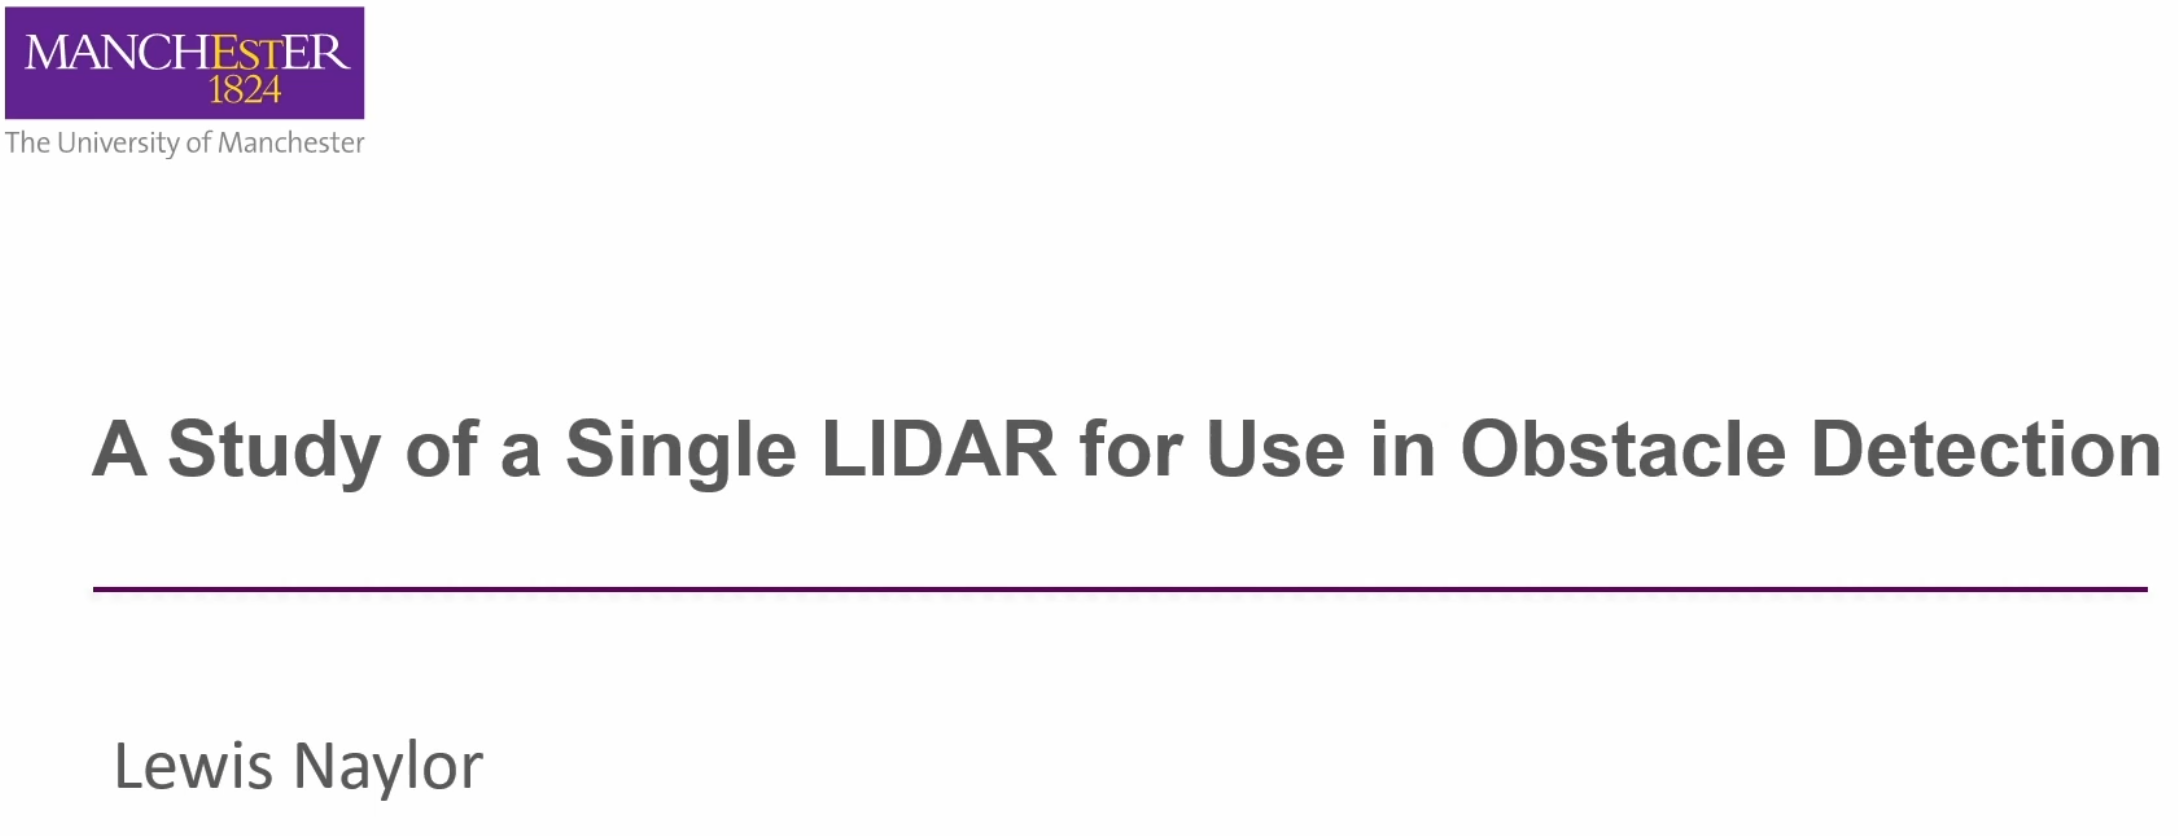 MANCHESTER
1824
The University of Manchester
A Study of a Single LIDAR for Use in Obstacle Detection
Lewis Naylor